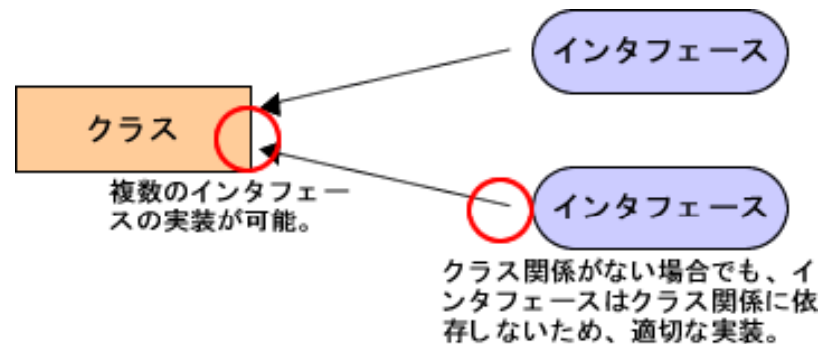 インタフェース
クラス
複数のインタフェー
スの実装が可能。
インタフェース
クラス関係がない場合でも、イ
ンタフェースはクラス関係に依
存しないため、適切な実装。